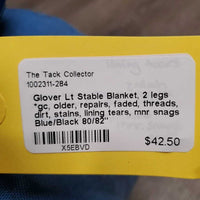 The Tack Collector
1002311-284
Glover Lt Stable Blanket, 2 legs
*gc, older, repairs, faded, threads,
dirt, stains, lining tears, mnr snags
Blue/Black 80/82"
X5EBVD
$42.50